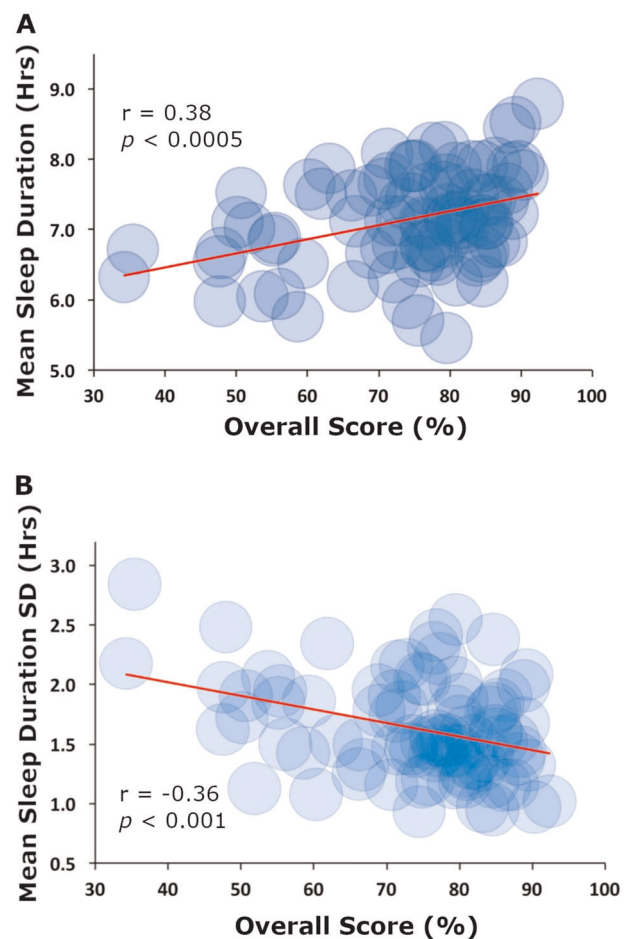 A
Mean Sleep Duration (Hrs)
9.0
8.0
7.0
6.0
5.0
r = 0.38
p < 0.0005
30 40 50 60 70 80 90 100
Overall Score (%)
B
Mean Sleep Duration SD (Hrs)
3.0
2.5
2.0
1.5
1.0
0.5
r = -0.36
p < 0.001
30 40 50 60 70 80 90 100
Overall Score (%)